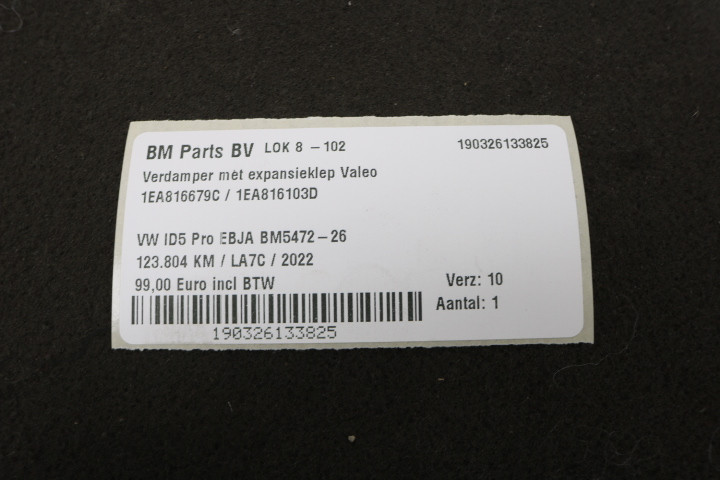 BM Parts BV LOK 8 - 102 190326133825
Verdamper met expansieklep Valeo
1EA816679C / 1EA816103D
VW ID5 Pro EBJA BM5472-26
123.804 KM / LA7C / 2022
99,00 Euro incl BTW Verz: 10
Aantal: 1
190326133825